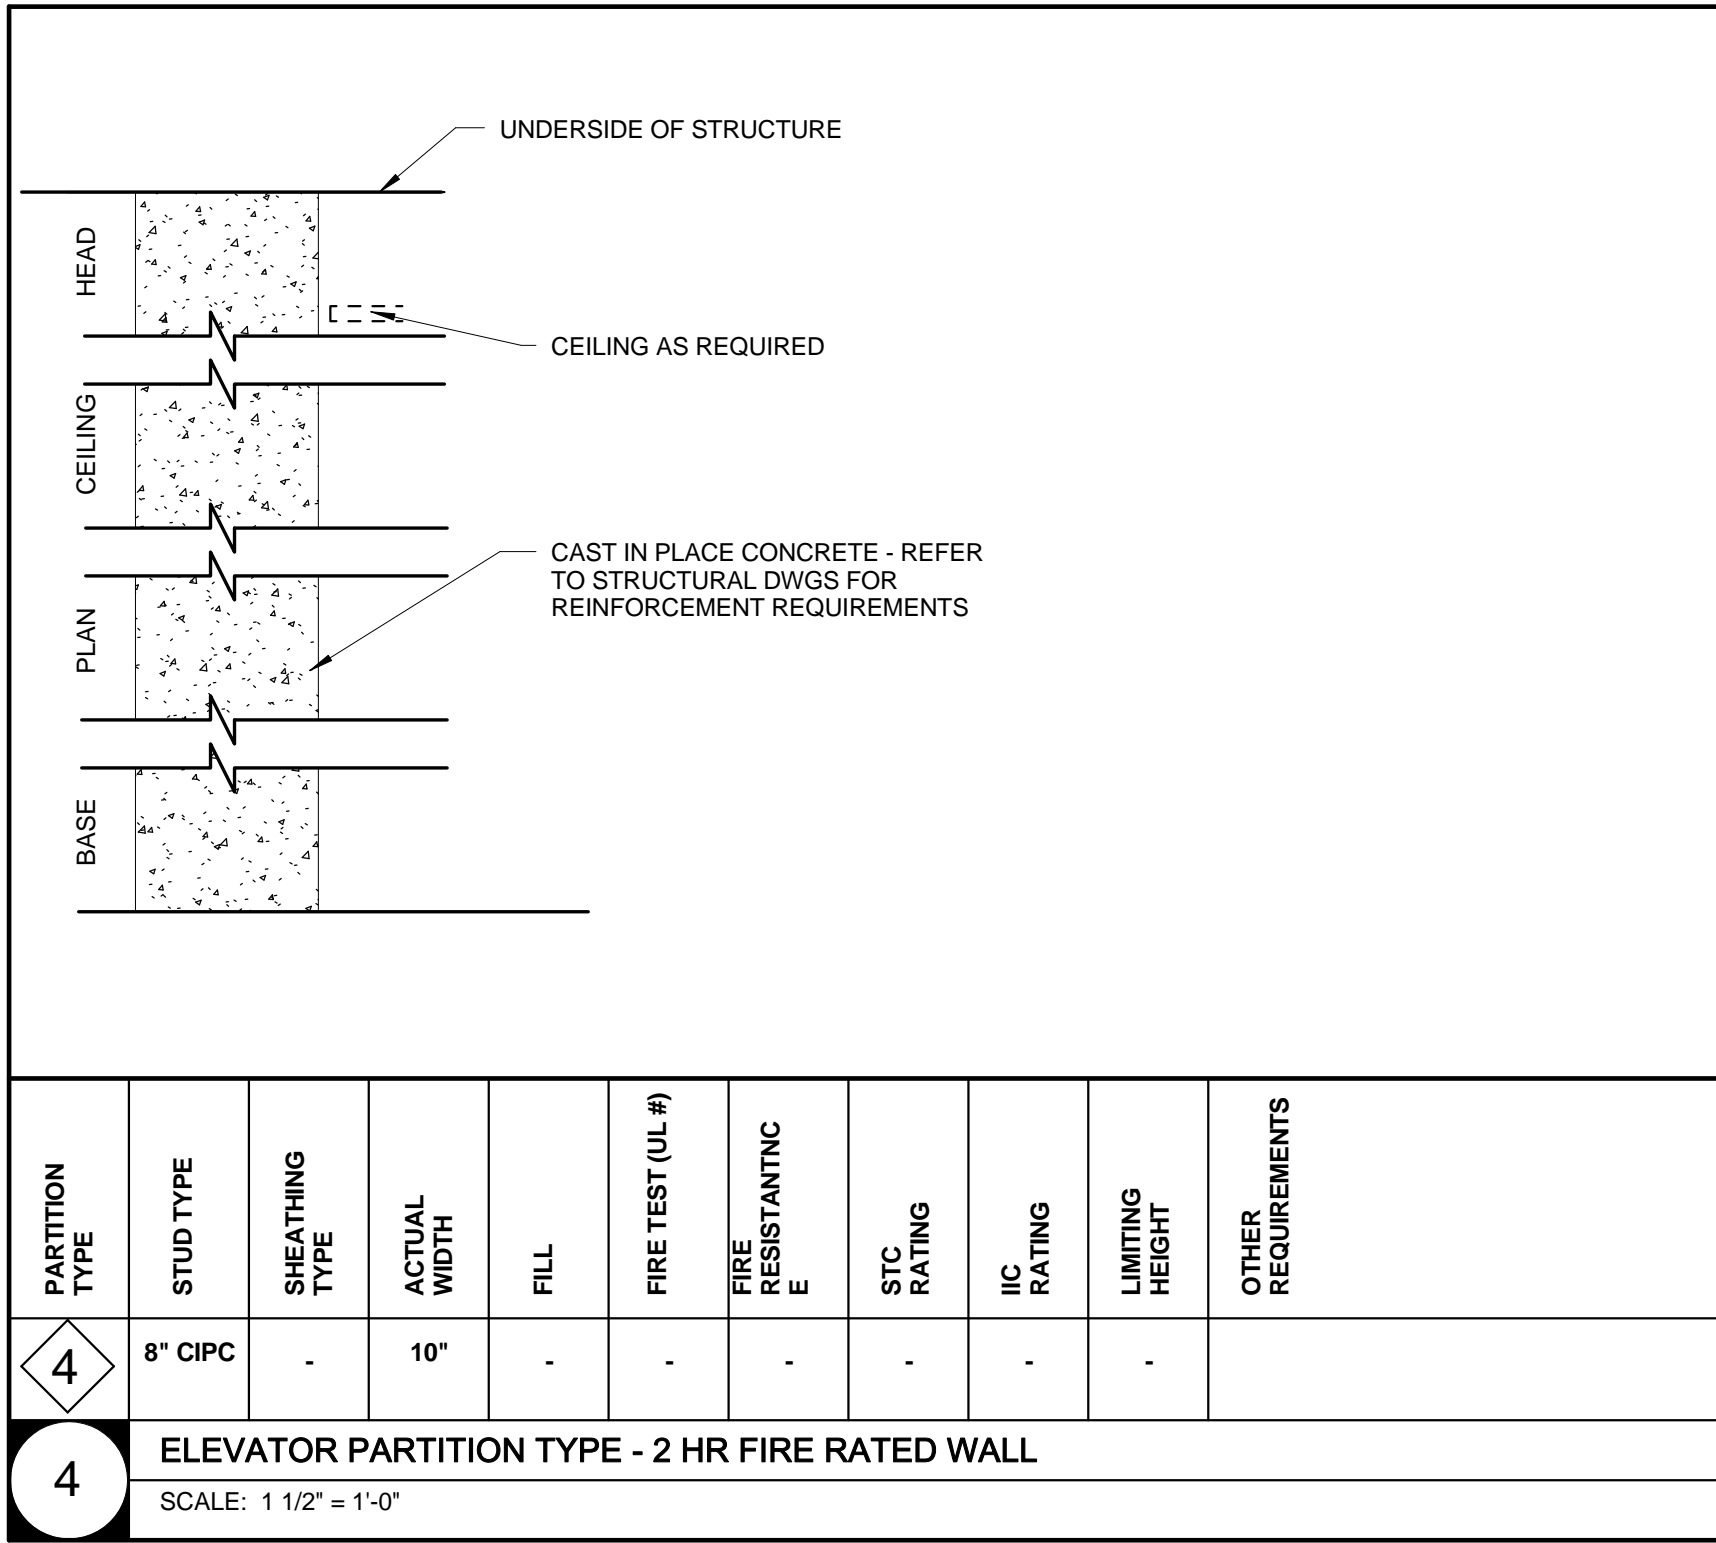 UNDERSIDE OF STRUCTURE
HEAD
CEILING AS REQUIRED
CEILING
CAST IN PLACE CONCRETE - REFER
TO STRUCTURAL DWGS FOR
REINFORCEMENT REQUIREMENTS
PLAN
BASE
PARTITION
TYPE
STUD TYPE
SHEATHING
TYPE
ACTUAL
WIDTH
FILL
FIRE TEST (UL #)
FIRE
RESISTANTNC
E
STC
RATING
IIC
RATING
LIMITING
HEIGHT
OTHER
REQUIREMENTS
4
8" CIPC
-
10"
-
-
-
-
-
-
4
ELEVATOR PARTITION TYPE - 2 HR FIRE RATED WALL
SCALE: 1 1/2" = 1'-0"